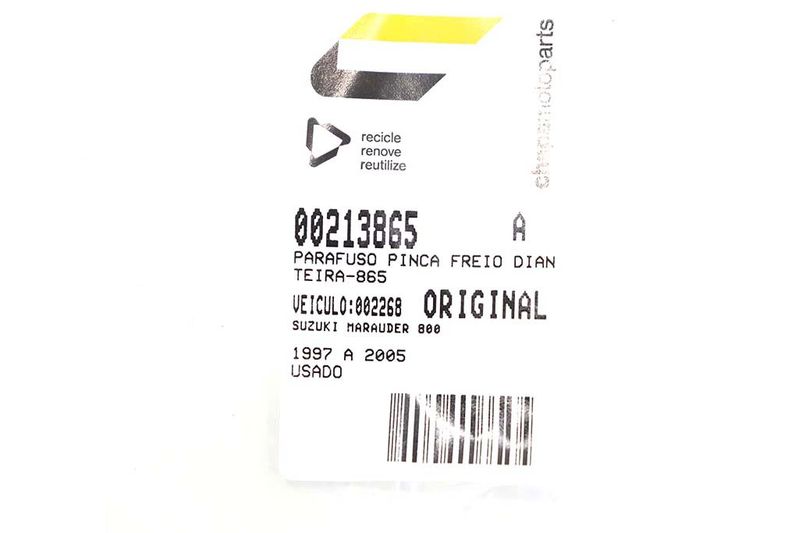 chapamotoparts
recicle
renove
reutilize
00213865 A
PARAFUSO PINCA FREIO DIAN
TEIRA-865
VEICULO:002268 ORIGINAL
SUZUKI MARAUDER 800
1997 A 2005
USADO